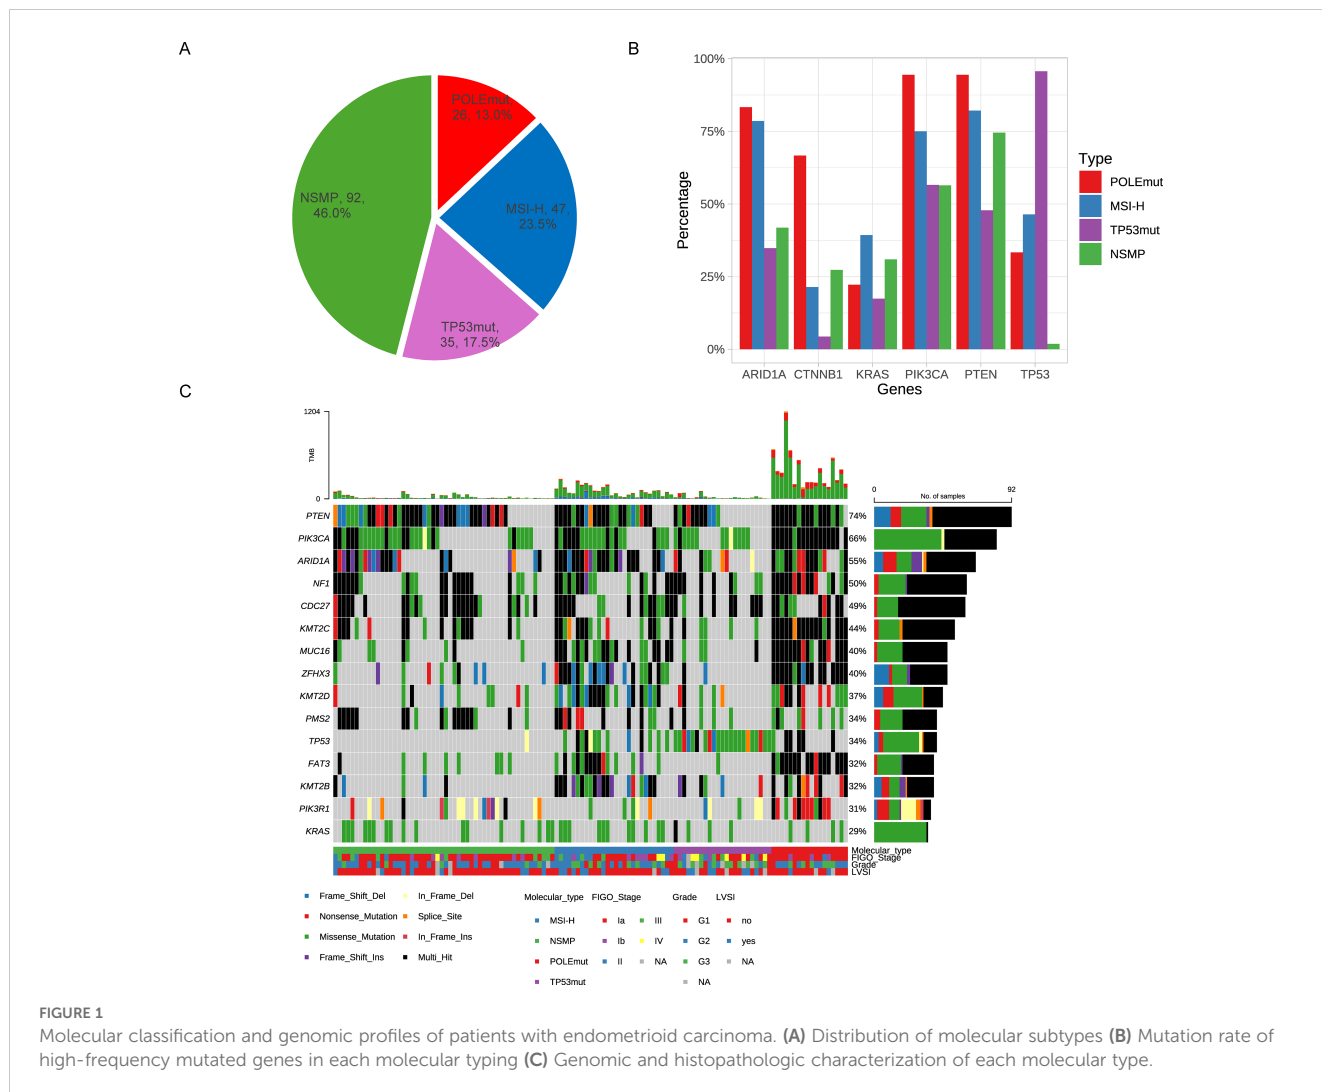 A
POLEmut
26, 13.0%
MSI-H, 47,
23.5%
TP53mut,
35, 17.5%
NSMP, 92,
46.0%
B
Percentage
100%
75%
50%
25%
0%
ARID1A CTNNB1 KRAS PIK3CA PTEN TP53
Genes
Type
POLEmut
MSI-H
TP53mut
NSMP
C
1204
TMB
0
0 92
No. of samples
PTEN 74%
PIK3CA 66%
ARID1A 55%
NF1 50%
CDC27 49%
KMT2C 44%
MUC16 40%
ZFHX3 40%
KMT2D 37%
PMS2 34%
TP53 34%
FAT3 32%
KMT2B 32%
PIK3R1 31%
KRAS 29%
Molecular_type
FIGO_Stage
Grade
LVSI
Frame_Shift_Del In_Frame_Del
Nonsense_Mutation Splice_Site
Missense_Mutation In_Frame_Ins
Frame_Shift_Ins Multi_Hit
Molecular_type FIGO_Stage Grade LVSI
MSI-H Ia III G1 no
NSMP Ib IV G2 yes
POLEmut II NA G3 NA
TP53mut NA
FIGURE 1
Molecular classification and genomic profiles of patients with endometrioid carcinoma. (A) Distribution of molecular subtypes (B) Mutation rate of
high-frequency mutated genes in each molecular typing (C) Genomic and histopathologic characterization of each molecular type.